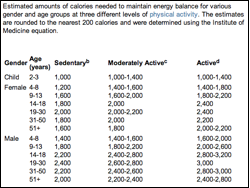 Estimated amounts of calories needed to maintain energy balance for various
gender and age groups at three different levels of physical activity. The estimates
are rounded to the nearest 200 calories and were determined using the Institute of
Medicine equation.
Gender Age (years) Sedentaryb Moderately Activec Actived
Child 2-3 1,000 1,000-1,400 1,000-1,400
Female 4-8 1,200 1,400-1,600 1,400-1,800
9-13 1,600 1,600-2,000 1,800-2,200
14-18 1,800 2,000 2,400
19-30 2,000 2,000-2,200 2,400
31-50 1,800 2,000 2,200
51+ 1,600 1,800 2,000-2,200
Male 4-8 1,400 1,400-1,600 1,600-2,000
9-13 1,800 1,800-2,200 2,000-2,600
14-18 2,200 2,400-2,800 2,800-3,200
19-30 2,400 2,600-2,800 3,000
31-50 2,200 2,400-2,600 2,800-3,000
51+ 2,000 2,200-2,400 2,400-2,800